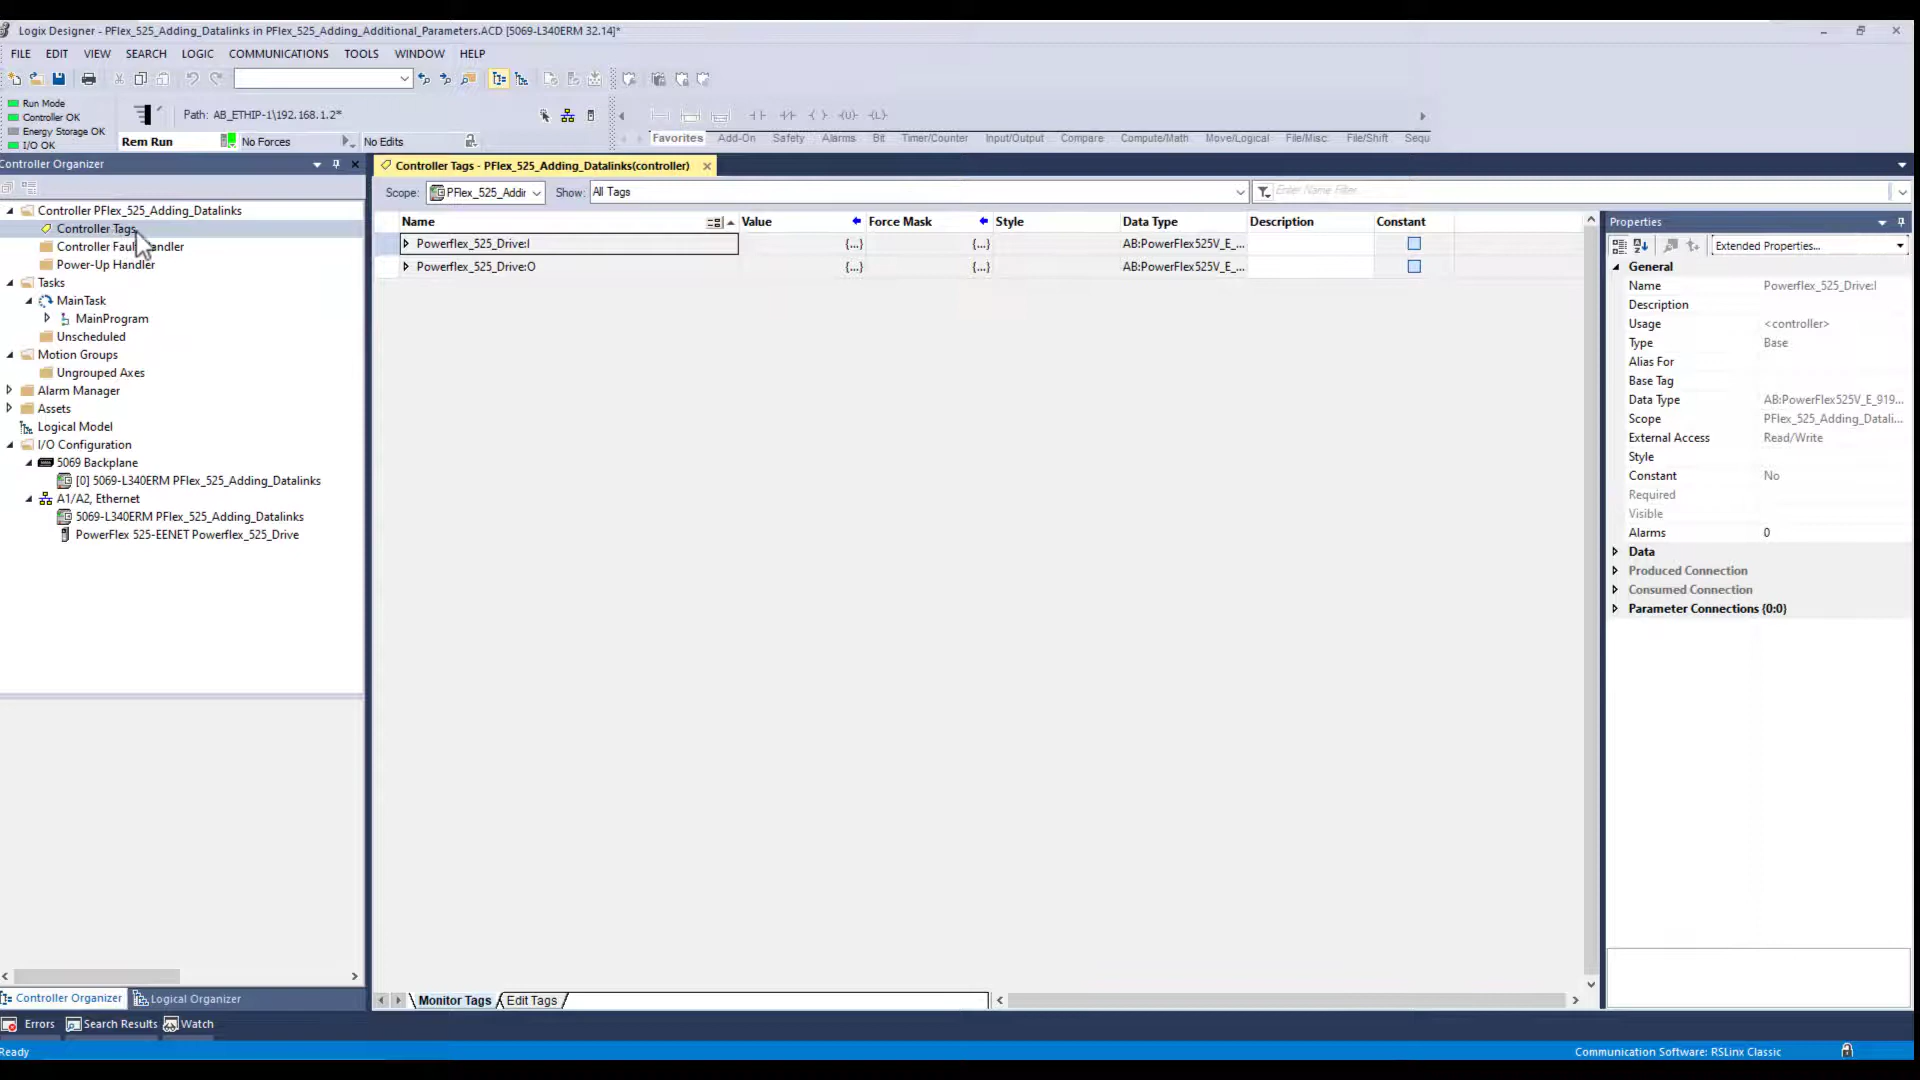 Logix Designer - PFlex_525_Adding_Datalinks in PFlex_525_Adding_Additional_Parameters.ACD [5069-L340ERM 32.14]*
FILE EDIT VIEW SEARCH LOGIC COMMUNICATIONS TOOLS WINDOW HELP
Run Mode
Controller OK
Energy Storage OK
I/O OK
Path: AB_ETHIP-1\192.168.1.2*
Rem Run No Forces No Edits
Favorites Add-On Safety Alarms Bit Timer/Counter Input/Output Compare Compute/Math Move/Logical File/Misc. File/Shift Sequ
Controller Organizer
Controller PFlex_525_Adding_Datalinks
Controller Tags
Controller Fault Handler
Power-Up Handler
Tasks
MainTask
MainProgram
Unscheduled
Motion Groups
Ungrouped Axes
Alarm Manager
Assets
Logical Model
I/O Configuration
5069 Backplane
[0] 5069-L340ERM PFlex_525_Adding_Datalinks
A1/A2, Ethernet
5069-L340ERM PFlex_525_Adding_Datalinks
PowerFlex 525-EENET Powerflex_525_Drive
Controller Organizer Logical Organizer
Controller Tags - PFlex_525_Adding_Datalinks(controller)
Scope: PFlex_525_Addir Show: All Tags Enter Name Filter...
Name Value Force Mask Style Data Type Description Constant
Powerflex_525_Drive:I {...} {...} AB:PowerFlex525V_E_...
Powerflex_525_Drive:O {...} {...} AB:PowerFlex525V_E_...
Monitor Tags Edit Tags
Properties
Extended Properties...
General
Name Powerflex_525_Drive:I
Description
Usage <controller>
Type Base
Alias For
Base Tag
Data Type AB:PowerFlex525V_E_919...
Scope PFlex_525_Adding_Datali...
External Access Read/Write
Style
Constant No
Required
Visible
Alarms 0
Data
Produced Connection
Consumed Connection
Parameter Connections {0:0}
Errors Search Results Watch
Ready Communication Software: RSLinx Classic